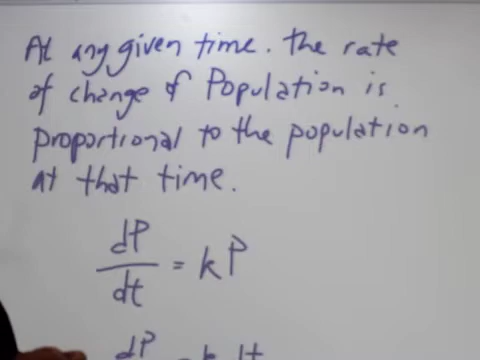 At any given time. the rate
of change of Population is
proportional to the population
at that time.
dP/dt = kP
dP